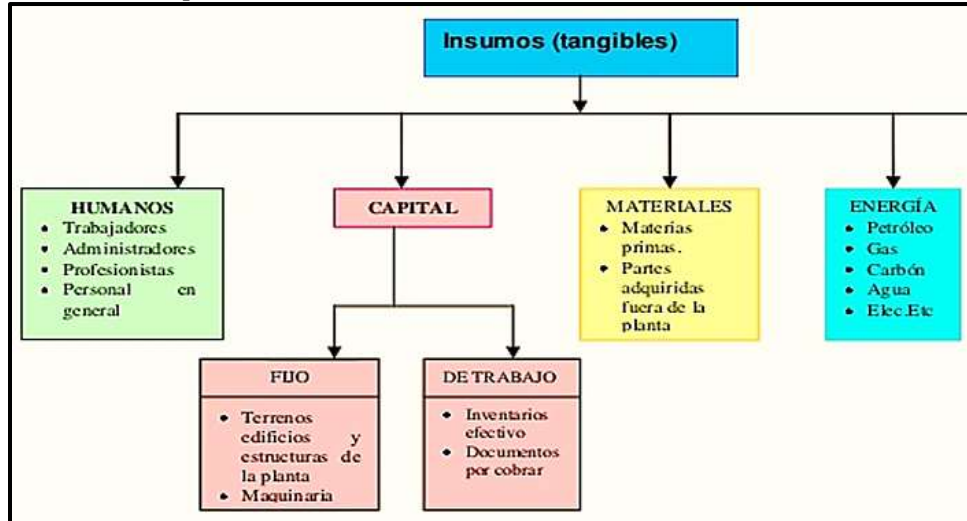 Insumos (tangibles)
HUMANOS
• Trabajadores
• Administradores
• Profesionistas
• Personal en
general
CAPITAL
MATERIALES
• Materias
primas.
• Partes
adquiridas
fuera de la
planta
ENERGÍA
• Petróleo
• Gas
• Carbón
• Agua
• Elec.Etc
FIJO
• Terrenos
edificios y
estructuras de
la planta
• Maquinaria
DE TRABAJO
• Inventarios
efectivo
• Documentos
por cobrar